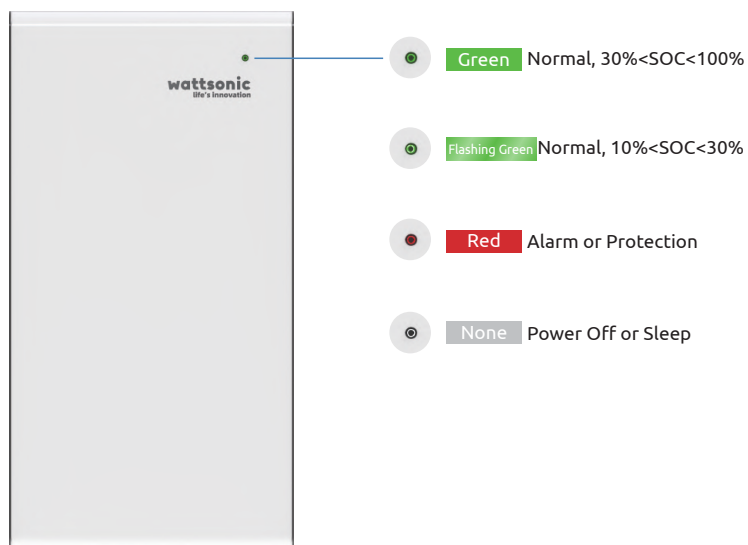 wattsonic
life's innovation
Green Normal, 30%<SOC<100%
Flashing Green Normal, 10%<SOC<30%
Red Alarm or Protection
None Power Off or Sleep